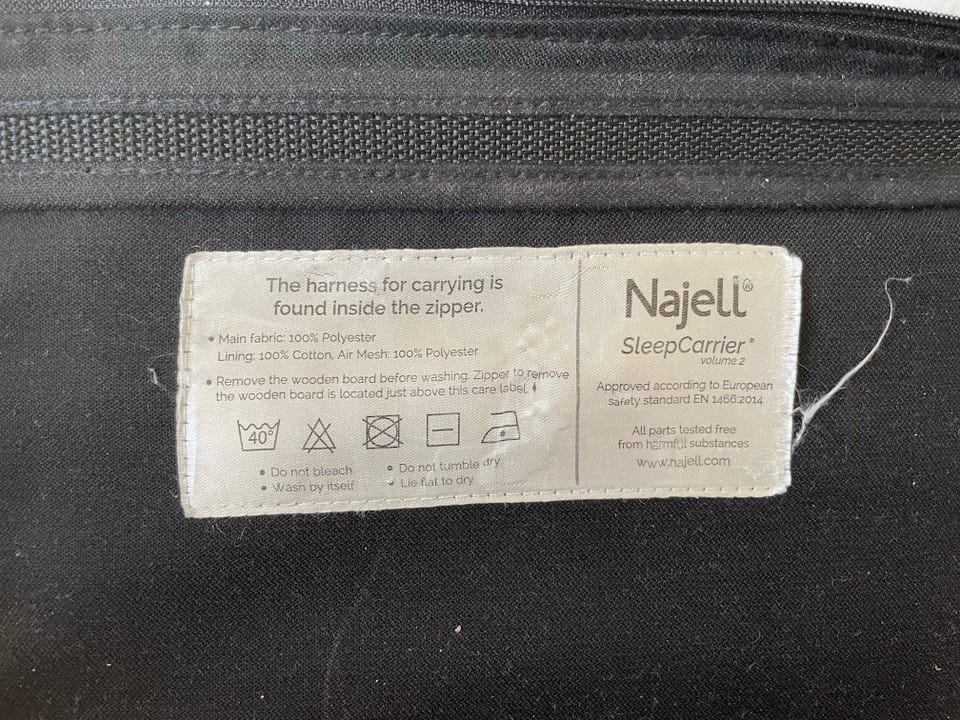 The harness for carrying is
found inside the zipper.
• Main fabric: 100% Polyester
Lining: 100% Cotton, Air Mesh: 100% Polyester
• Remove the wooden board before washing. Zipper to remove
the wooden board is located just above this care label.
40°
• Do not bleach
• Wash by itself
• Do not tumble dry
• Lie flat to dry
Najell®
SleepCarrier®
volume 2
Approved according to European
safety standard EN 1466:2014
All parts tested free
from harmful substances
www.najell.com